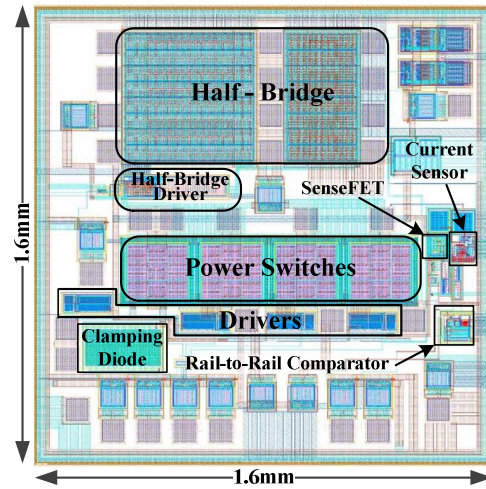 Half - Bridge
Current
Sensor
SenseFET
Half-Bridge
Driver
1.6mm
Power Switches
Drivers
Clamping
Diode
Rail-to-Rail Comparator
1.6mm